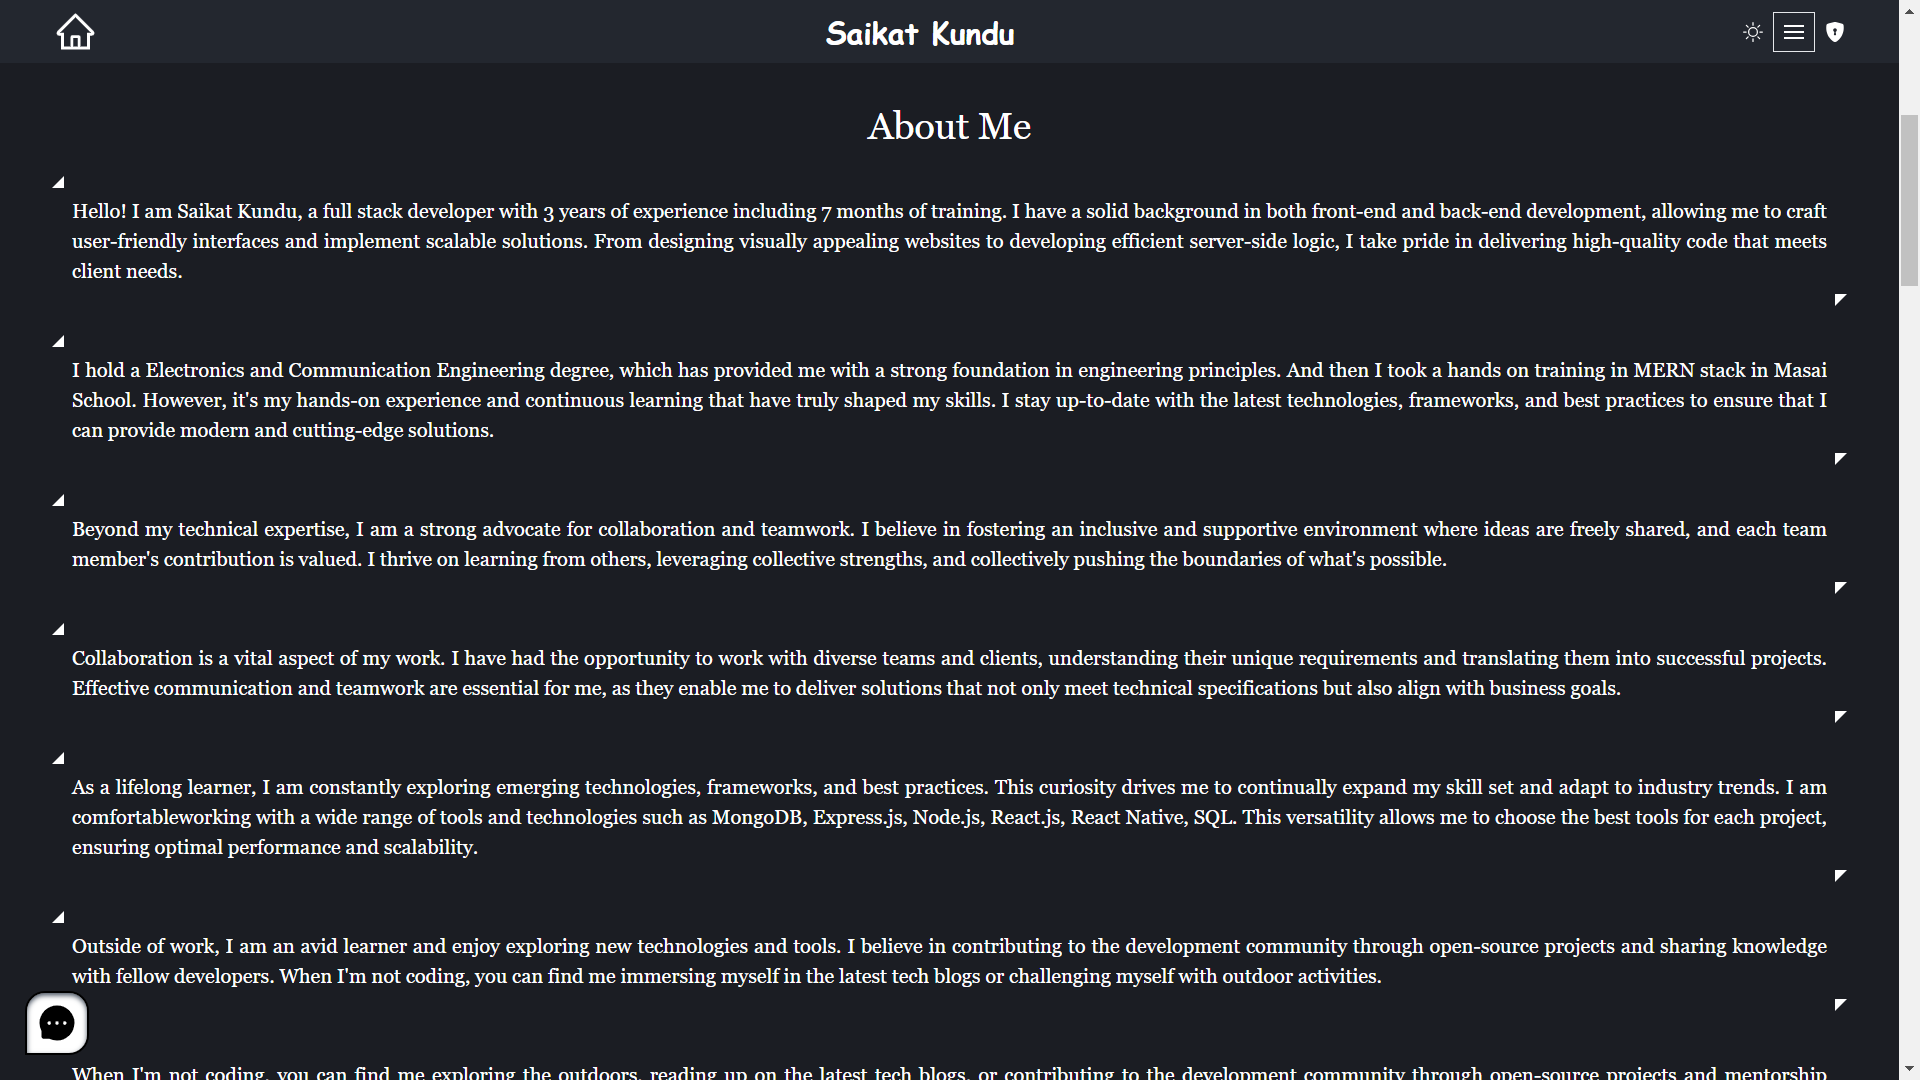 Saikat Kundu
About Me
Hello! I am Saikat Kundu, a full stack developer with 3 years of experience including 7 months of training. I have a solid background in both front-end and back-end development, allowing me to craft
user-friendly interfaces and implement scalable solutions. From designing visually appealing websites to developing efficient server-side logic, I take pride in delivering high-quality code that meets
client needs.
I hold a Electronics and Communication Engineering degree, which has provided me with a strong foundation in engineering principles. And then I took a hands on training in MERN stack in Masai
School. However, it's my hands-on experience and continuous learning that have truly shaped my skills. I stay up-to-date with the latest technologies, frameworks, and best practices to ensure that I
can provide modern and cutting-edge solutions.
Beyond my technical expertise, I am a strong advocate for collaboration and teamwork. I believe in fostering an inclusive and supportive environment where ideas are freely shared, and each team
member's contribution is valued. I thrive on learning from others, leveraging collective strengths, and collectively pushing the boundaries of what's possible.
Collaboration is a vital aspect of my work. I have had the opportunity to work with diverse teams and clients, understanding their unique requirements and translating them into successful projects.
Effective communication and teamwork are essential for me, as they enable me to deliver solutions that not only meet technical specifications but also align with business goals.
As a lifelong learner, I am constantly exploring emerging technologies, frameworks, and best practices. This curiosity drives me to continually expand my skill set and adapt to industry trends. I am
comfortableworking with a wide range of tools and technologies such as MongoDB, Express.js, Node.js, React.js, React Native, SQL. This versatility allows me to choose the best tools for each project,
ensuring optimal performance and scalability.
Outside of work, I am an avid learner and enjoy exploring new technologies and tools. I believe in contributing to the development community through open-source projects and sharing knowledge
with fellow developers. When I'm not coding, you can find me immersing myself in the latest tech blogs or challenging myself with outdoor activities.
When I'm not coding, you can find me exploring the outdoors, reading up on the latest tech blogs, or contributing to the development community through open-source projects and mentorship